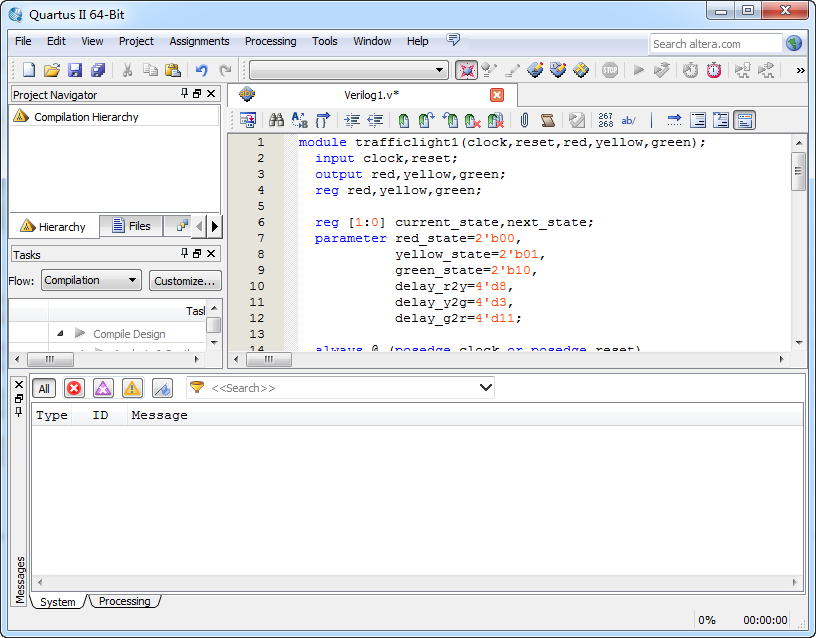 Quartus II 64-Bit
File Edit View Project Assignments Processing Tools Window Help
Search altera.com
STOP
»
Project Navigator
Compilation Hierarchy
Hierarchy Files
Tasks
Flow: Compilation Customize...
Compile Design
Verilog1.v*
267
268
ab/
1 module trafficlight1(clock,reset,red,yellow,green);
2 input clock,reset;
3 output red,yellow,green;
4 reg red,yellow,green;
5
6 reg [1:0] current_state,next_state;
7 parameter red_state=2'b00,
8 yellow_state=2'b01,
9 green_state=2'b10,
10 delay_r2y=4'd8,
11 delay_y2g=4'd3,
12 delay_g2r=4'd11;
13
14 always @ (posedge clock or posedge reset)
All <<Search>>
Type ID Message
Messages
System Processing
0% 00:00:00